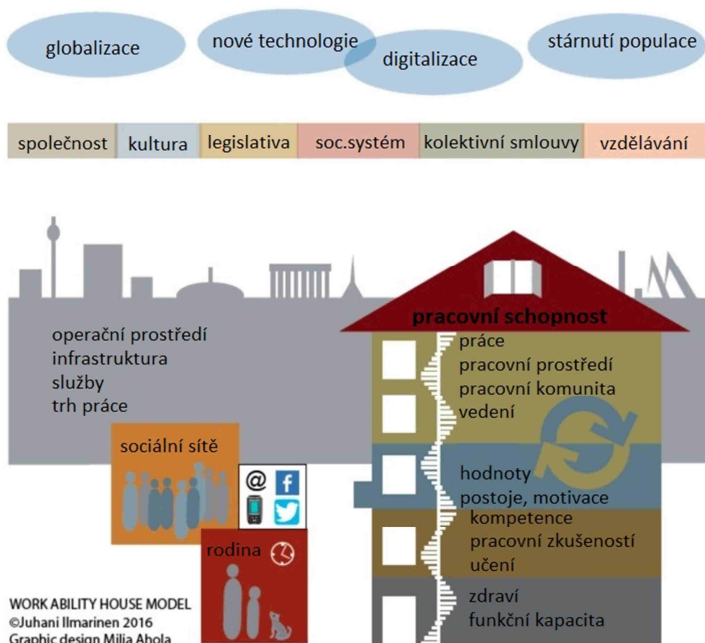 globalizace
nové technologie
digitalizace
stárnutí populace
společnost
kultura
legislativa
soc.systém
kolektivní smlouvy
vzdělávání
operační prostředí
infrastruktura
služby
trh práce
sociální sítě
@
f
rodina
pracovní schopnost
práce
pracovní prostředí
pracovní komunita
vedení
hodnoty
postoje, motivace
kompetence
pracovní zkušeností
učení
zdraví
funkční kapacita
WORK ABILITY HOUSE MODEL
©Juhani Ilmarinen 2016
Graphic design Milja Ahola